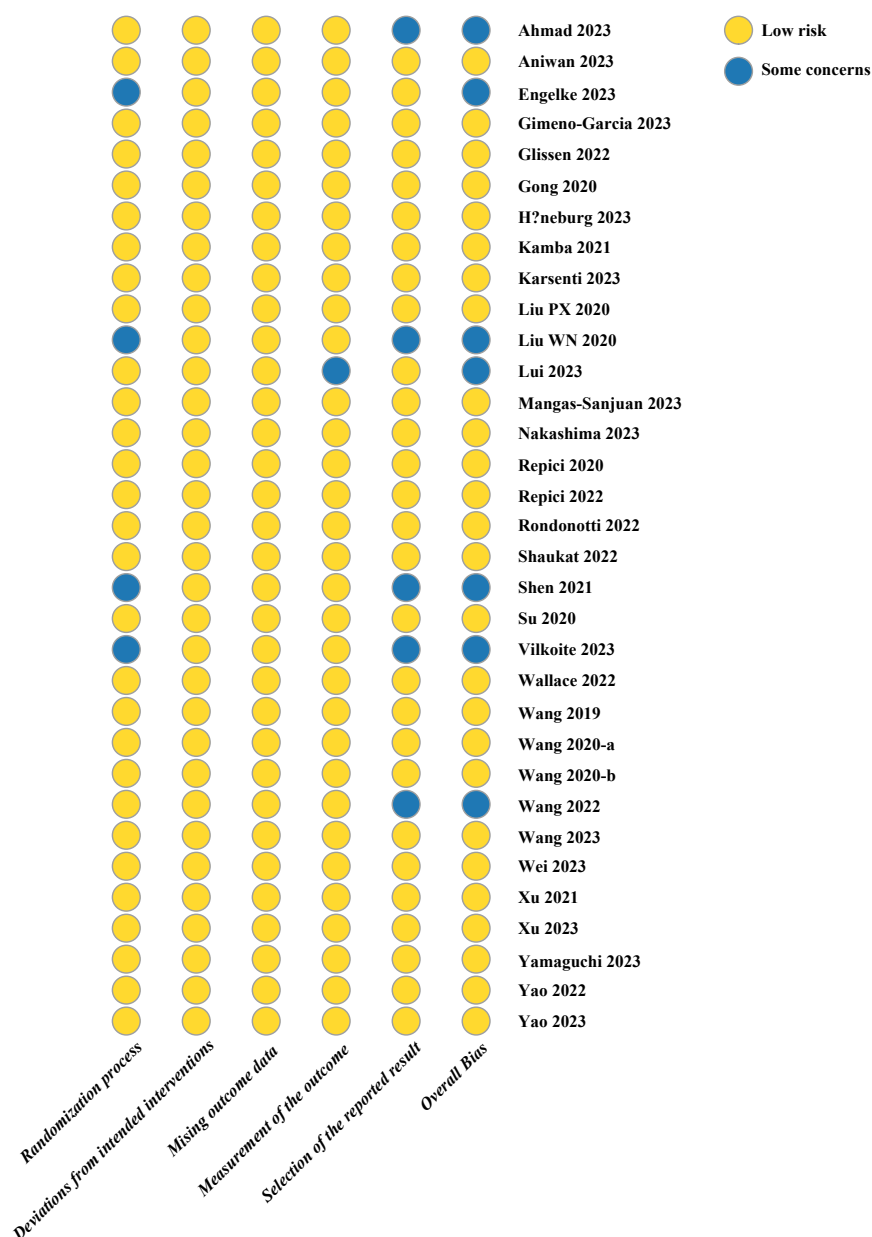 Ahmad 2023
Low risk
Aniwan 2023
Some concerns
Engelke 2023
Gimeno-Garcia 2023
Glissen 2022
Gong 2020
H?neburg 2023
Kamba 2021
Karsenti 2023
Liu PX 2020
Liu WN 2020
Lui 2023
Mangas-Sanjuan 2023
Nakashima 2023
Repici 2020
Repici 2022
Rondonotti 2022
Shaukat 2022
Shen 2021
Su 2020
Vilkoite 2023
Wallace 2022
Wang 2019
Wang 2020-a
Wang 2020-b
Wang 2022
Wang 2023
Wei 2023
Xu 2021
Xu 2023
Yamaguchi 2023
Yao 2022
Yao 2023
Randomization process
Deviations from intended interventions
Mising outcome data
Measurement of the outcome
Selection of the reported result
Overall Bias